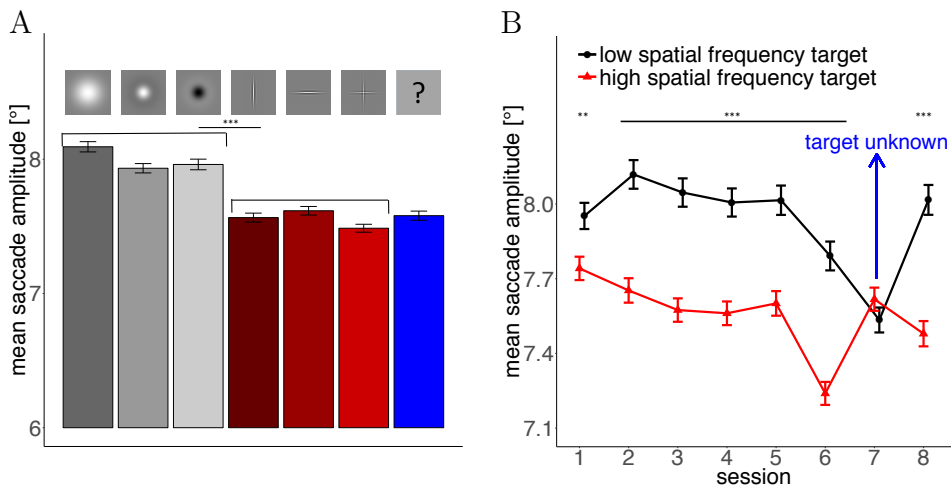 A
mean saccade amplitude [°]
8
7
6
?
***
B
low spatial frequency target
high spatial frequency target
**
***
***
target unknown
mean saccade amplitude [°]
8.0
7.7
7.4
7.1
1 2 3 4 5 6 7 8
session